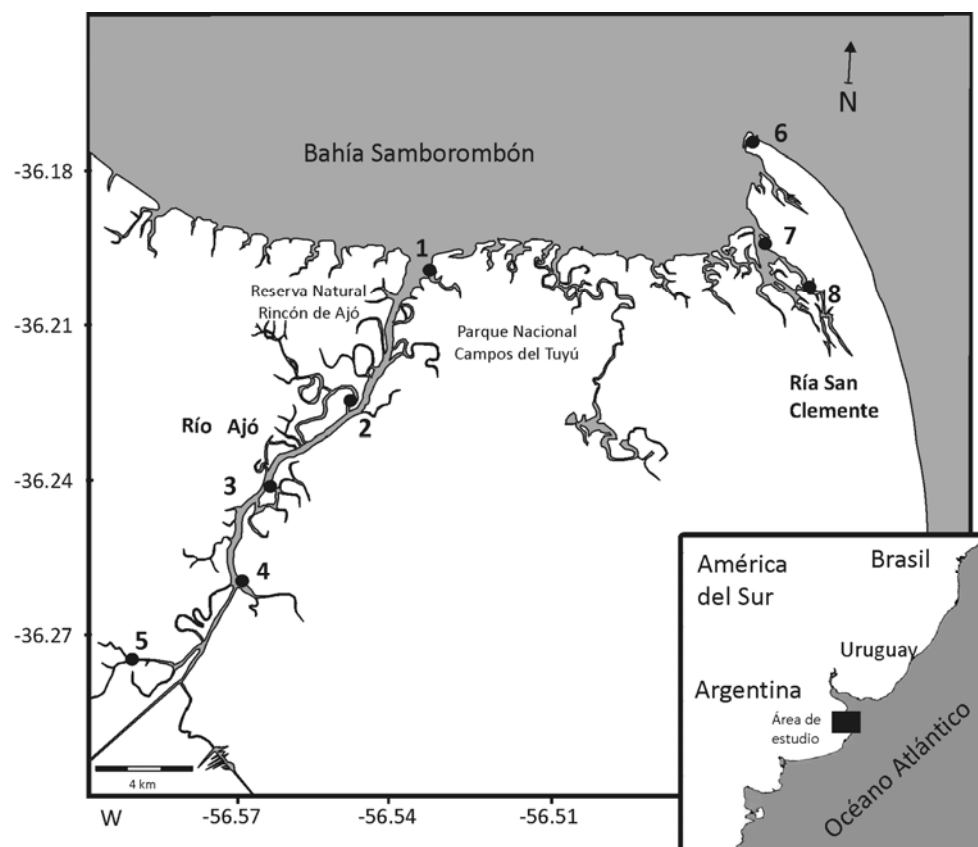 N
6
Bahía Samborombón
-36.18
7
1
8
Reserva Natural
Rincón de Ajó
-36.21
Parque Nacional
Campos del Tuyú
Ría San
Clemente
2
Río Ajó
-36.24
3
4
América
del Sur
Brasil
-36.27
5
Uruguay
Argentina
Área de
estudio
Océano Atlántico
4 km
W
-56.57
-56.54
-56.51